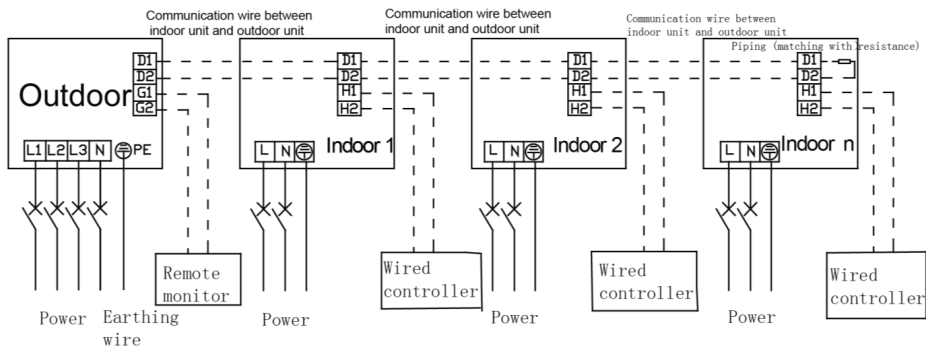 Communication wire between
indoor unit and outdoor unit
Communication wire between
indoor unit and outdoor unit
Communication wire between
indoor unit and outdoor unit
Piping (matching with resistance)
Outdoor
D1
D2
G1
G2
L1 L2 L3 N PE
D1
D2
H1
H2
Indoor 1
L N
D1
D2
H1
H2
Indoor 2
L N
D1
D2
H1
H2
Indoor n
L N
Remote
monitor
Wired
controller
Wired
controller
Wired
controller
Power
Earthing
wire
Power
Power
Power